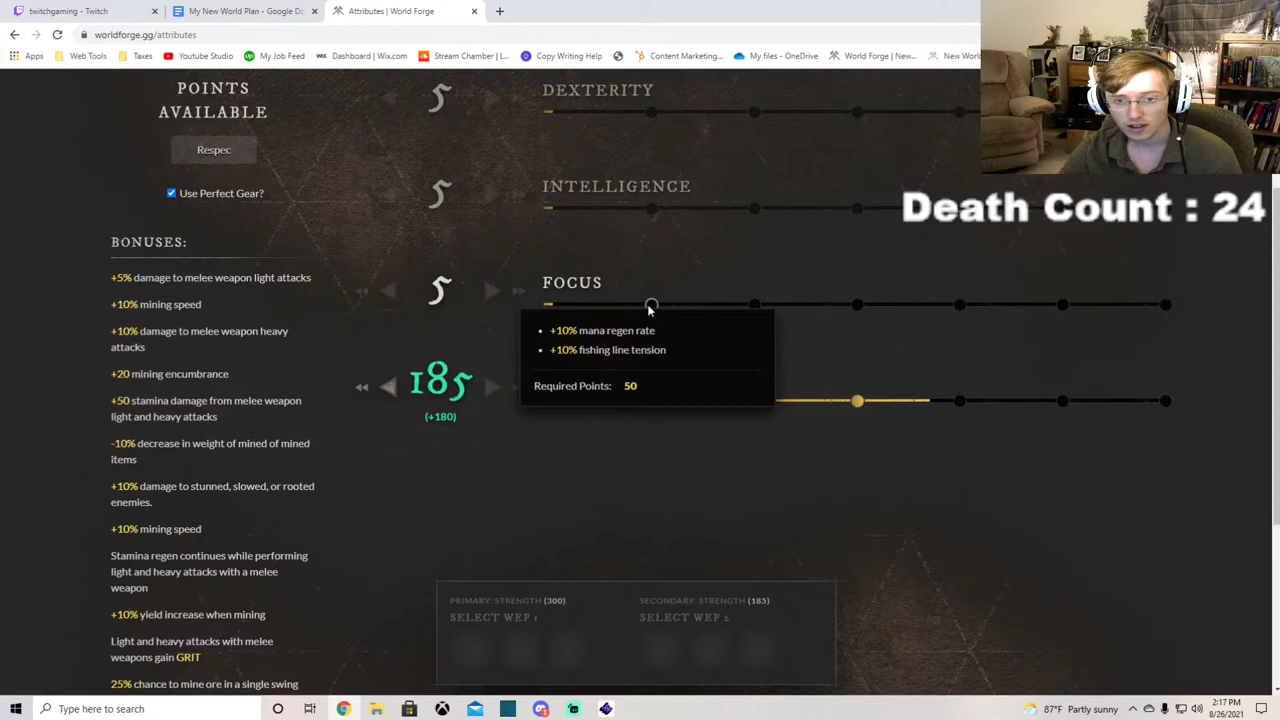 twitchgaming - Twitch
My New World Plan - Google Do
Attributes | World Forge
worldforge.gg/attributes
Apps
Web Tools
Taxes
Youtube Studio
My Job Feed
WIX Dashboard | Wix.com
Stream Chamber | L...
Copy Writing Help
Content Marketing...
My files - OneDrive
World Forge | New...
New Worl
POINTS
AVAILABLE
Respec
Use Perfect Gear?
BONUSES:
+5% damage to melee weapon light attacks
+10% mining speed
+10% damage to melee weapon heavy
attacks
+20 mining encumbrance
+50 stamina damage from melee weapon
light and heavy attacks
-10% decrease in weight of mined of mined
items
+10% damage to stunned, slowed, or rooted
enemies.
+10% mining speed
Stamina regen continues while performing
light and heavy attacks with a melee
weapon
+10% yield increase when mining
Light and heavy attacks with melee
weapons gain GRIT
25% chance to mine ore in a single swing
5
DEXTERITY
5
INTELLIGENCE
Death Count : 24
5
FOCUS
+10% mana regen rate
+10% fishing line tension
Required Points: 50
185
(+180)
PRIMARY: STRENGTH (300)
SELECT WEP 1
SECONDARY: STRENGTH (185)
SELECT WEP 2
Type here to search
87°F Partly sunny
2:17 PM
8/26/2021